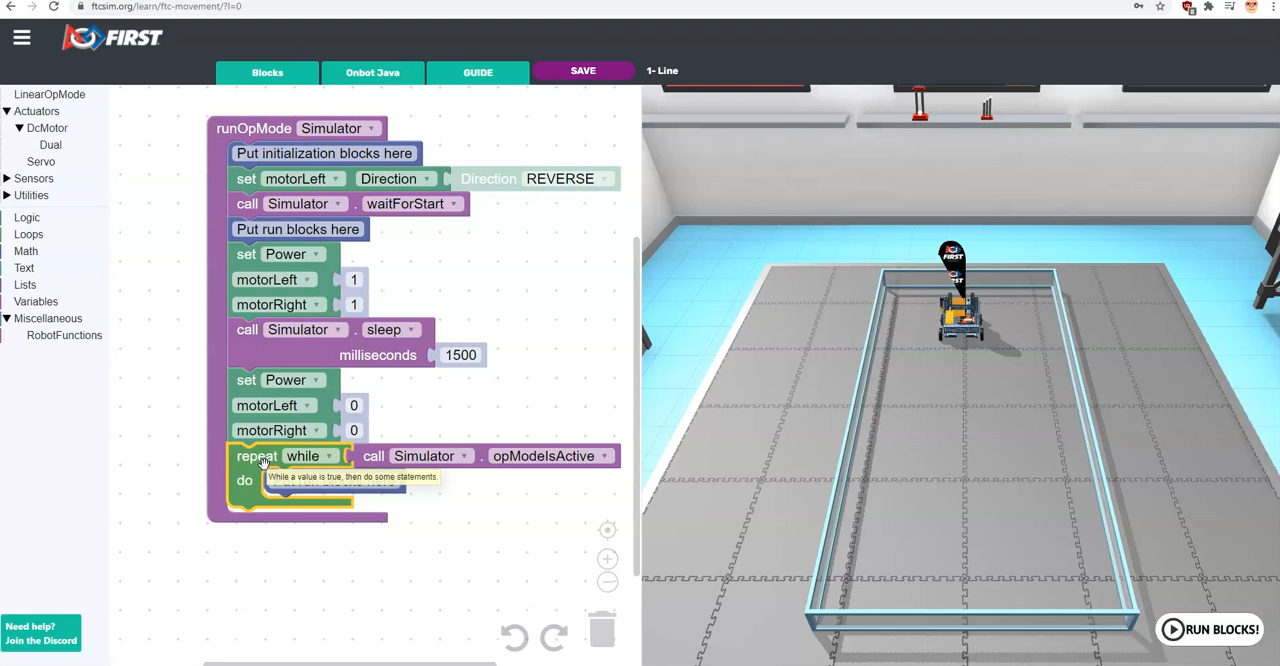 ftcsim.org/learn/ftc-movement/?l=0
FIRST
Blocks
Onbot Java
GUIDE
SAVE
1- Line
LinearOpMode
Actuators
DcMotor
Dual
Servo
Sensors
Utilities
Logic
Loops
Math
Text
Lists
Variables
Miscellaneous
RobotFunctions
runOpMode Simulator
Put initialization blocks here
set motorLeft Direction Direction REVERSE
call Simulator . waitForStart
Put run blocks here
set Power
motorLeft 1
motorRight 1
call Simulator . sleep
milliseconds 1500
set Power
motorLeft 0
motorRight 0
repeat while call Simulator . opModeIsActive
While a value is true, then do some statements.
do
FIRST
FIRST
Need help?
Join the Discord
RUN BLOCKS!